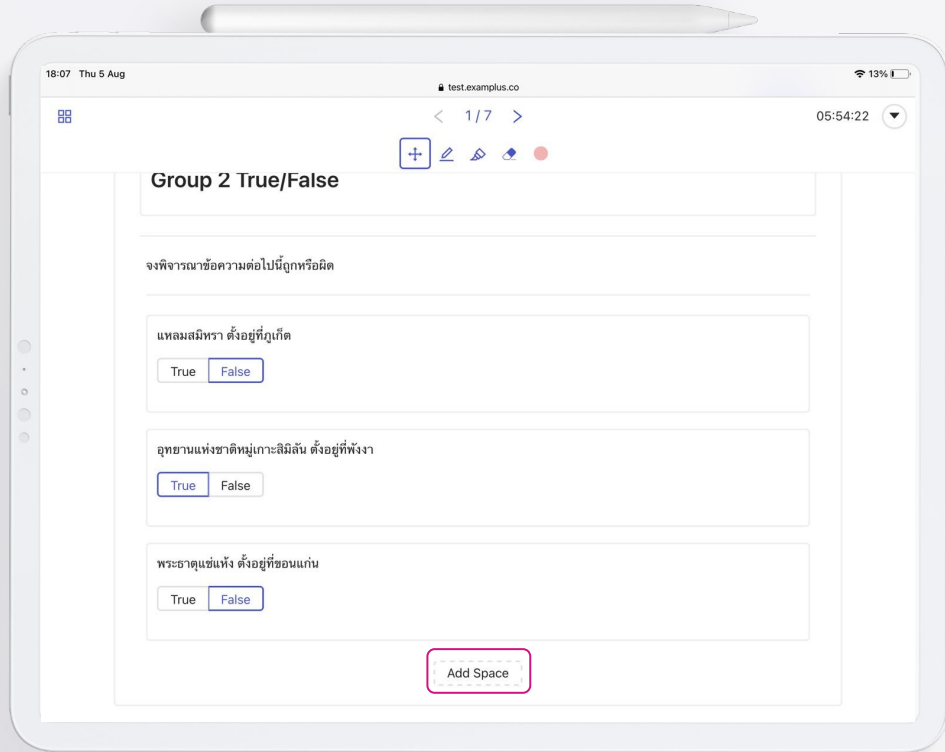 18:07 Thu 5 Aug
13%
test.examplus.co
1/7
05:54:22
Group 2 True/False
จงพิจารณาข้อความต่อไปนี้ถูกหรือผิด
แหลมสมิหรา ตั้งอยู่ที่ภูเก็ต
True False
อุทยานแห่งชาติหมู่เกาะสิมิลัน ตั้งอยู่ที่พังงา
True False
พระธาตุแช่แห้ง ตั้งอยู่ที่ขอนแก่น
True False
Add Space